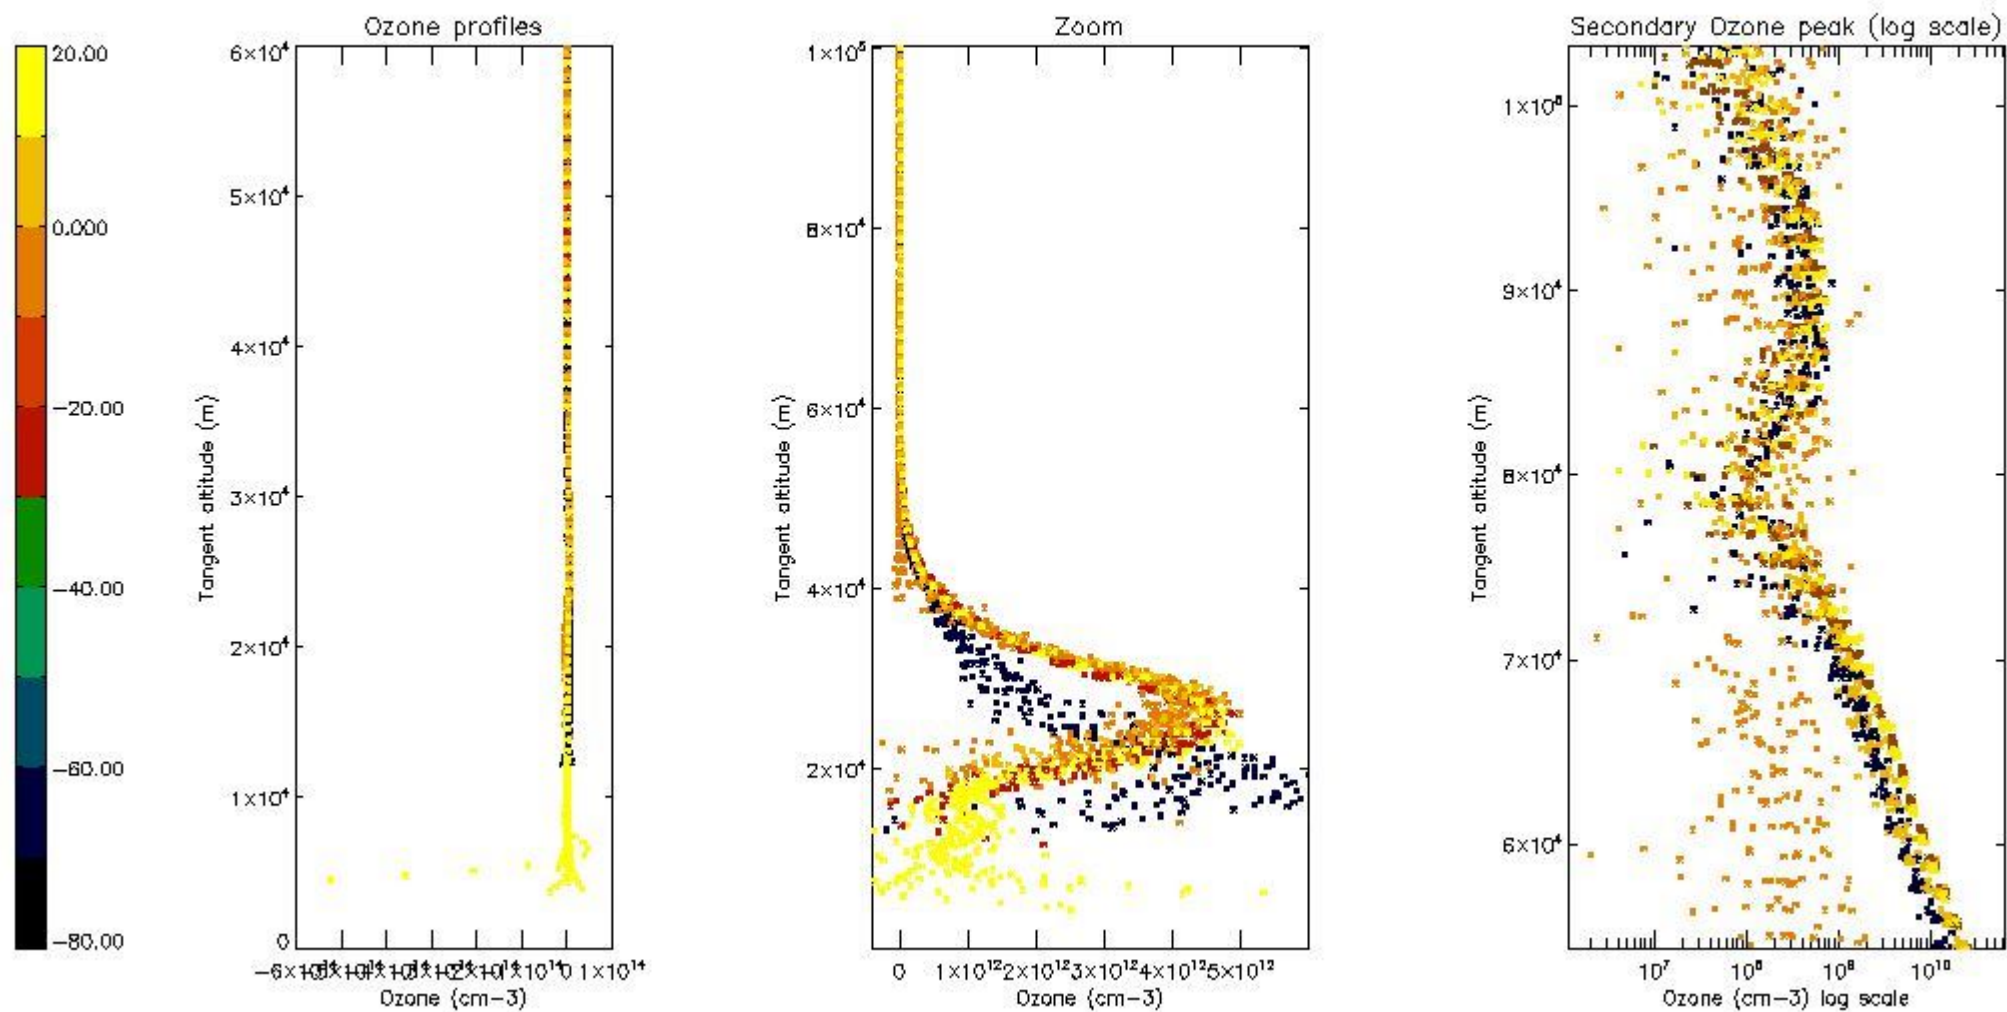 Ozone profiles
Zoom
Secondary Ozone peak (log scale)
20.00
0.000
−20.00
−40.00
−60.00
−80.00
6×10⁴
5×10⁴
4×10⁴
3×10⁴
2×10⁴
1×10⁴
0
Tangent altitude (m)
0 1×10¹⁴
Ozone (cm−3)
1×10⁵
8×10⁴
6×10⁴
4×10⁴
2×10⁴
Tangent altitude (m)
0 1×10¹² 2×10¹² 3×10¹² 4×10¹² 5×10¹²
Ozone (cm−3)
9×10⁴
8×10⁴
7×10⁴
6×10⁴
Tangent altitude (m)
10⁷ 10⁸ 10⁹ 10¹⁰
Ozone (cm−3) log scale